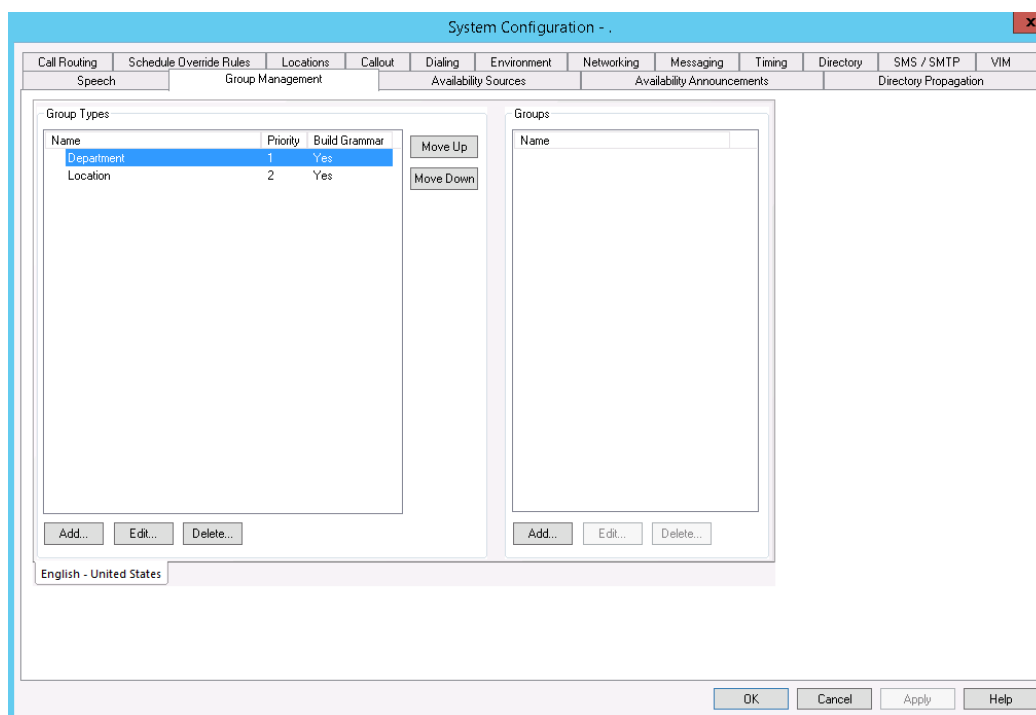 System Configuration - .
x
Call Routing Schedule Override Rules Locations Callout Dialing Environment Networking Messaging Timing Directory SMS / SMTP VIM
Speech Group Management Availability Sources Availability Announcements Directory Propagation
Group Types Groups
Name Priority Build Grammar Move Up Name
Department 1 Yes
Location 2 Yes Move Down
Add... Edit... Delete... Add... Edit... Delete...
English - United States
OK Cancel Apply Help